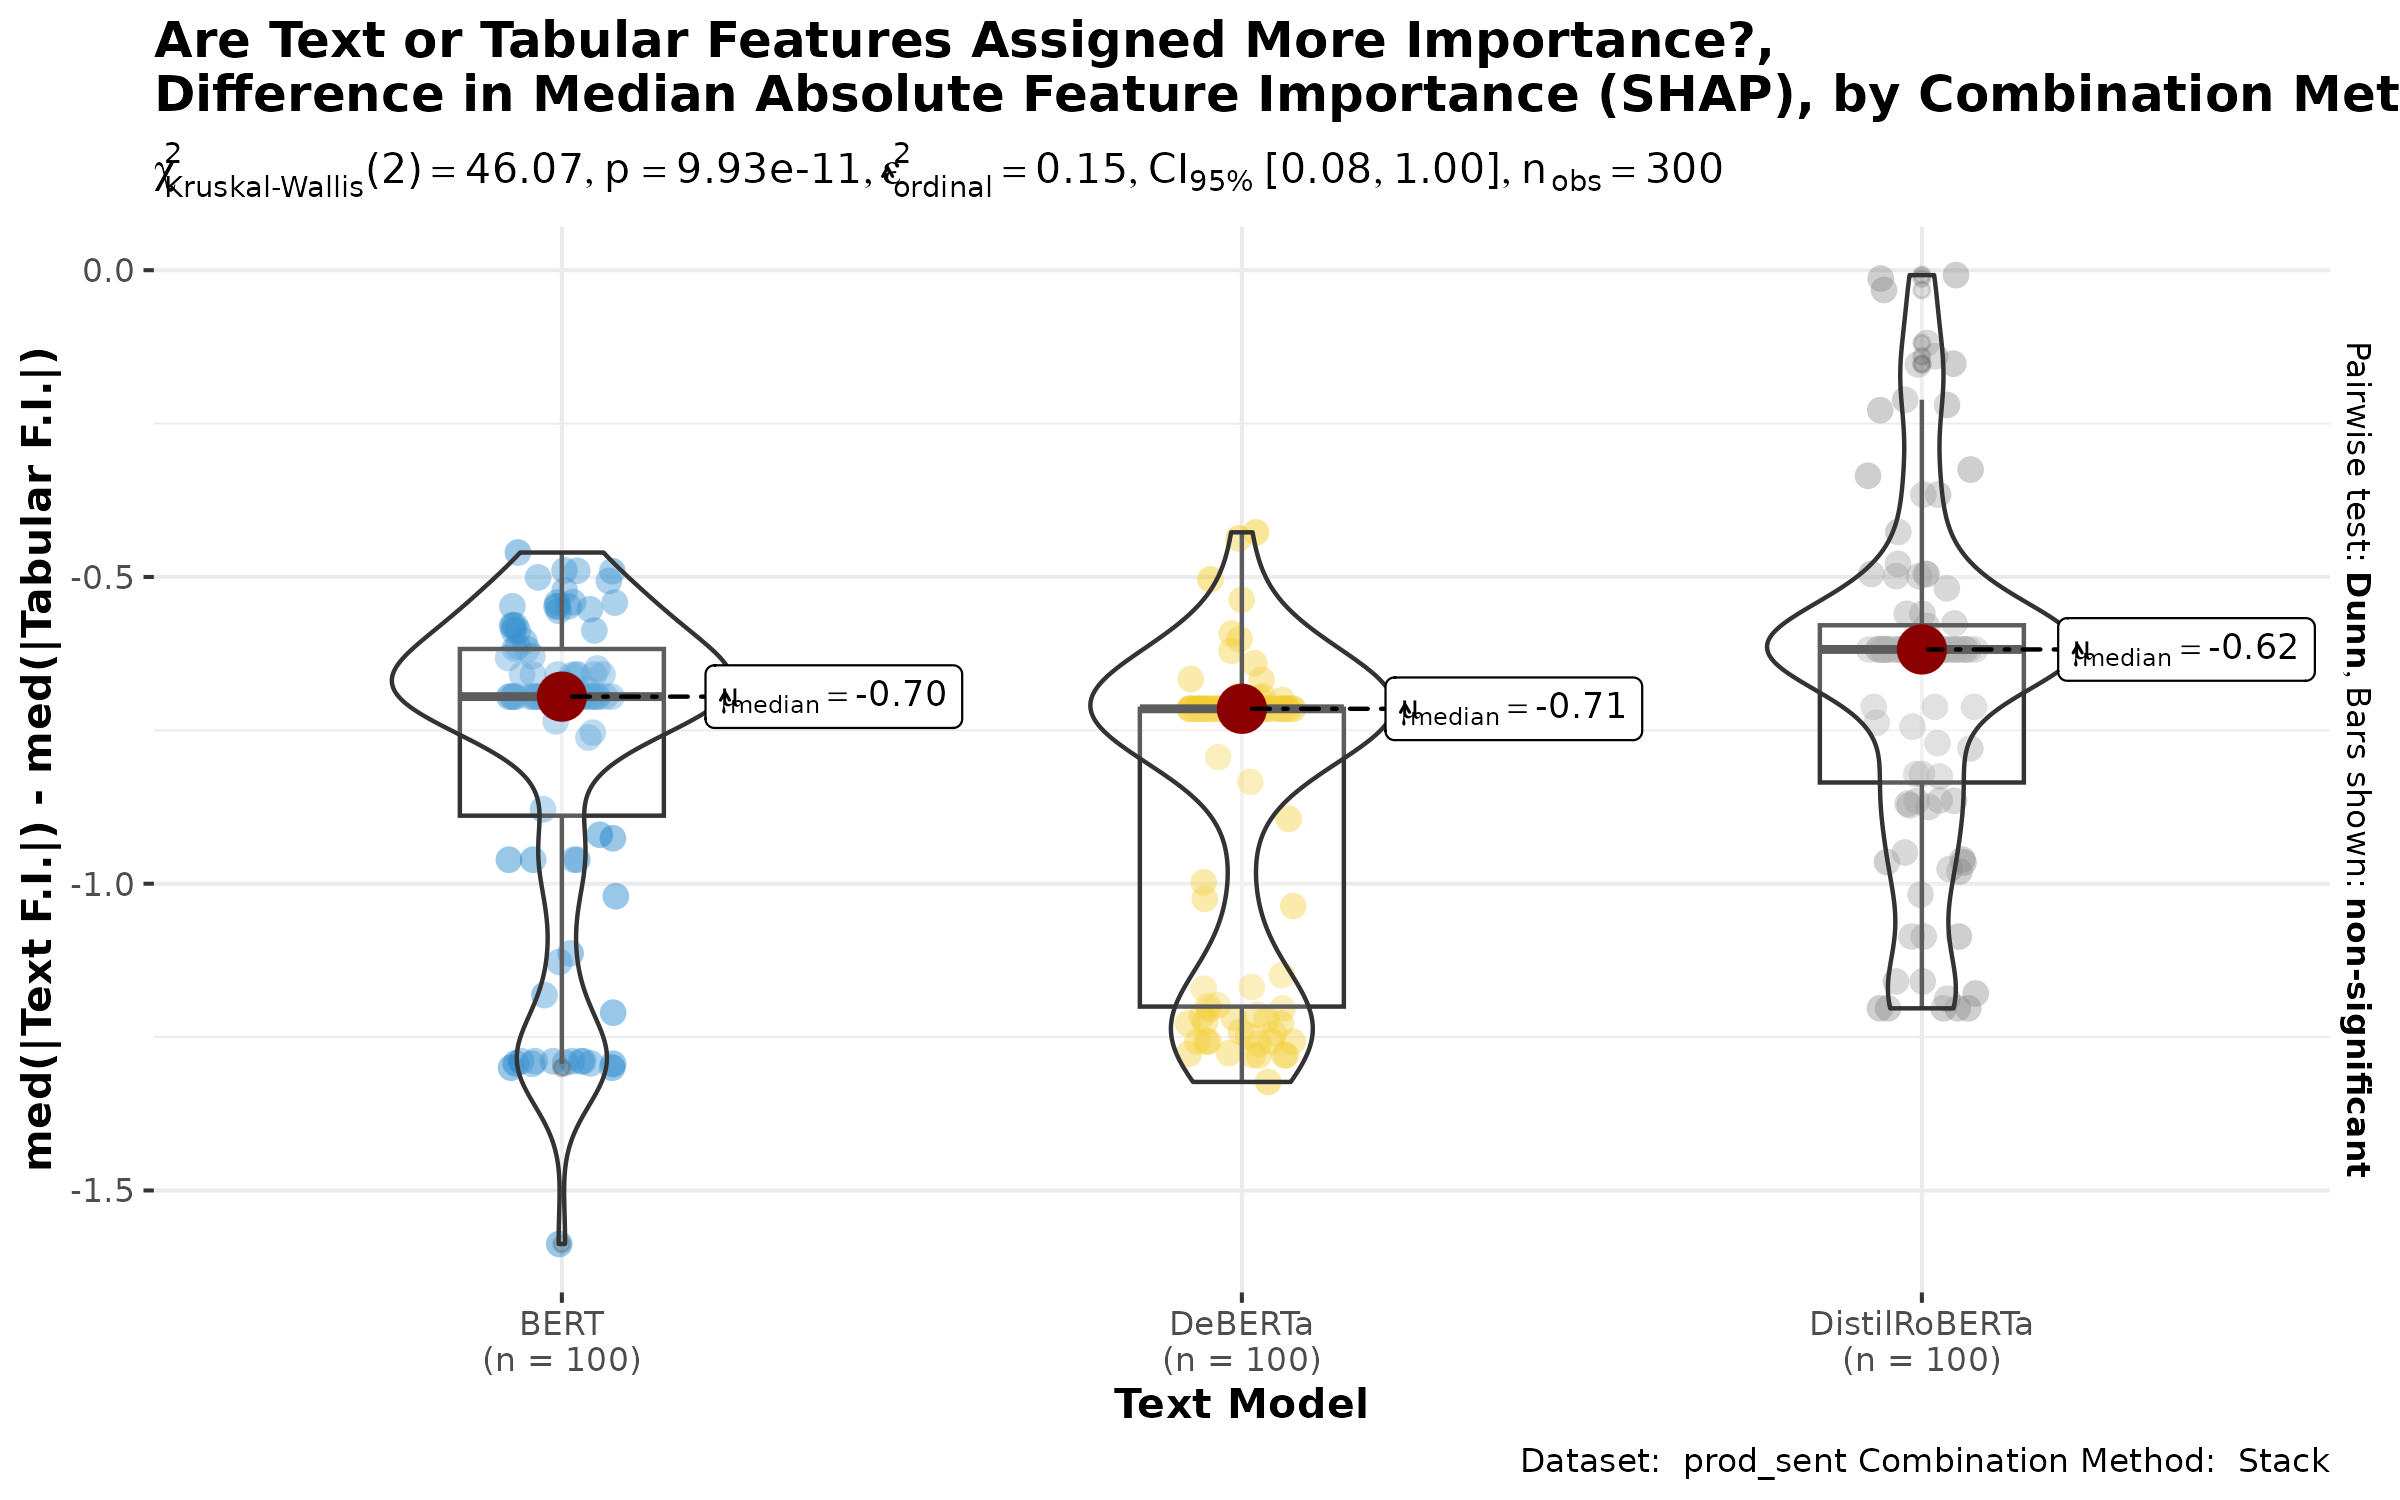 Are Text or Tabular Features Assigned More Importance?,
Difference in Median Absolute Feature Importance (SHAP), by Combination Met
χ²Kruskal-Wallis(2) = 46.07, p = 9.93e-11, ε̂²ordinal = 0.15, CI95% [0.08, 1.00], nobs = 300
med(|Text F.I.|) - med(|Tabular F.I.|)
0.0
-0.5
-1.0
-1.5
μ̂median = -0.70
μ̂median = -0.71
μ̂median = -0.62
Pairwise test: Dunn, Bars shown: non-significant
BERT
(n = 100)
DeBERTa
(n = 100)
DistilRoBERTa
(n = 100)
Text Model
Dataset: prod_sent Combination Method: Stack